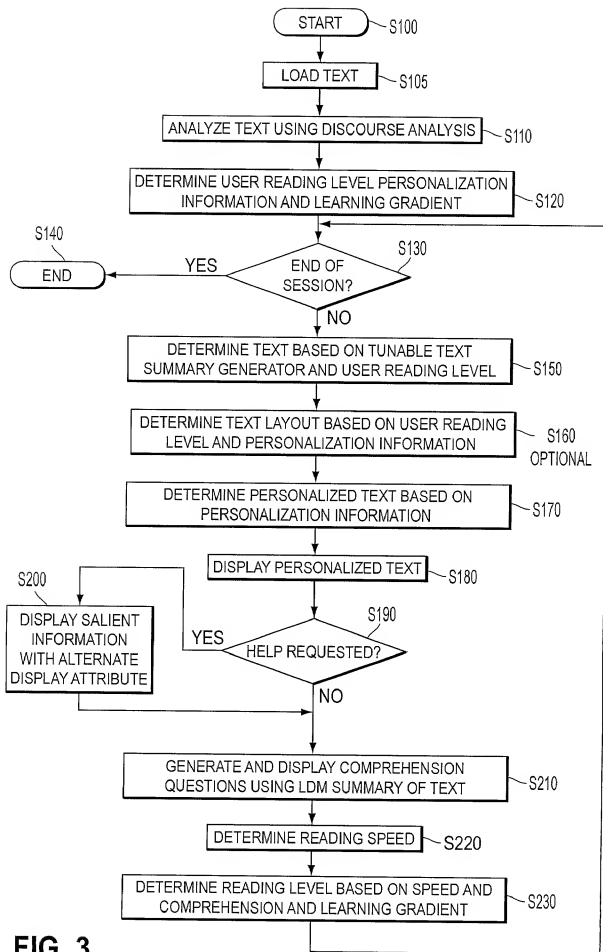 START
S100
LOAD TEXT
S105
ANALYZE TEXT USING DISCOURSE ANALYSIS
S110
DETERMINE USER READING LEVEL PERSONALIZATION
INFORMATION AND LEARNING GRADIENT
S120
S140
END
YES
END OF
SESSION?
S130
NO
DETERMINE TEXT BASED ON TUNABLE TEXT
SUMMARY GENERATOR AND USER READING LEVEL
S150
DETERMINE TEXT LAYOUT BASED ON USER READING
LEVEL AND PERSONALIZATION INFORMATION
S160
OPTIONAL
DETERMINE PERSONALIZED TEXT BASED ON
PERSONALIZATION INFORMATION
S170
DISPLAY PERSONALIZED TEXT
S180
S200
DISPLAY SALIENT
INFORMATION
WITH ALTERNATE
DISPLAY ATTRIBUTE
YES
HELP REQUESTED?
S190
NO
GENERATE AND DISPLAY COMPREHENSION
QUESTIONS USING LDM SUMMARY OF TEXT
S210
DETERMINE READING SPEED
S220
DETERMINE READING LEVEL BASED ON SPEED AND
COMPREHENSION AND LEARNING GRADIENT
S230
FIG. 3